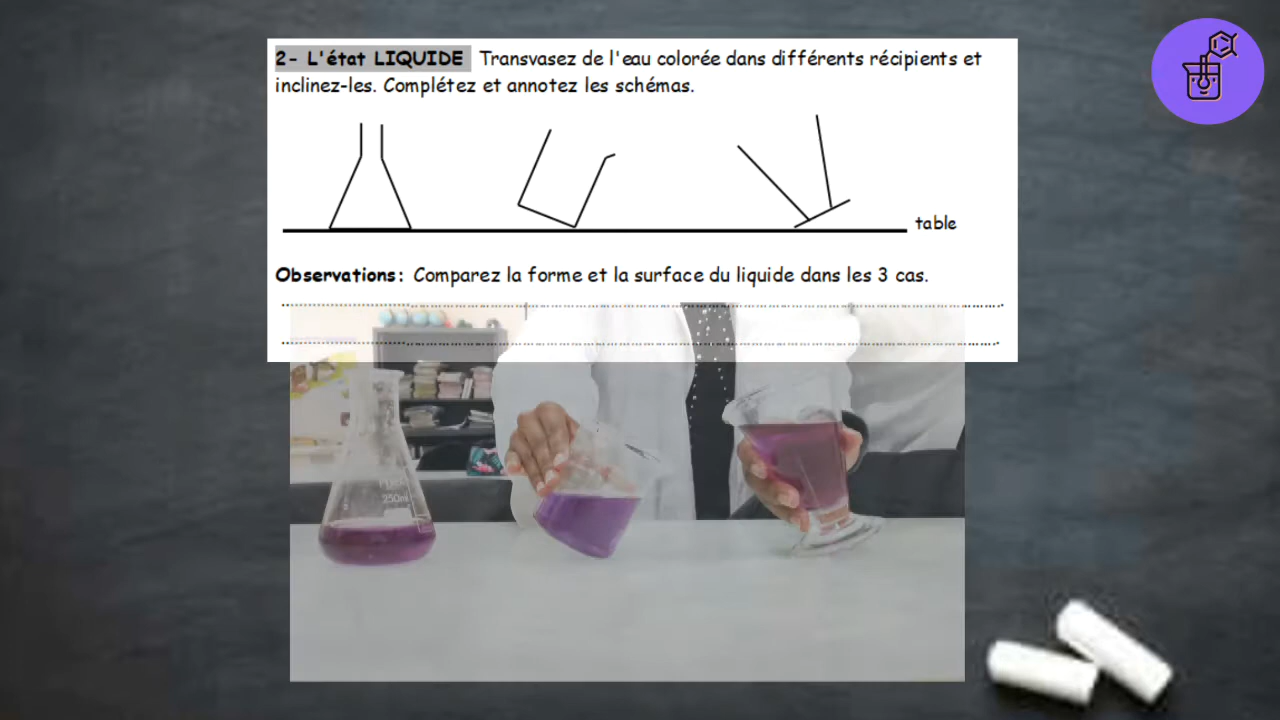 2- L'état LIQUIDE Transvasez de l'eau colorée dans différents récipients et
inclinez-les. Complétez et annotez les schémas.
table
Observations: Comparez la forme et la surface du liquide dans les 3 cas.
250ml